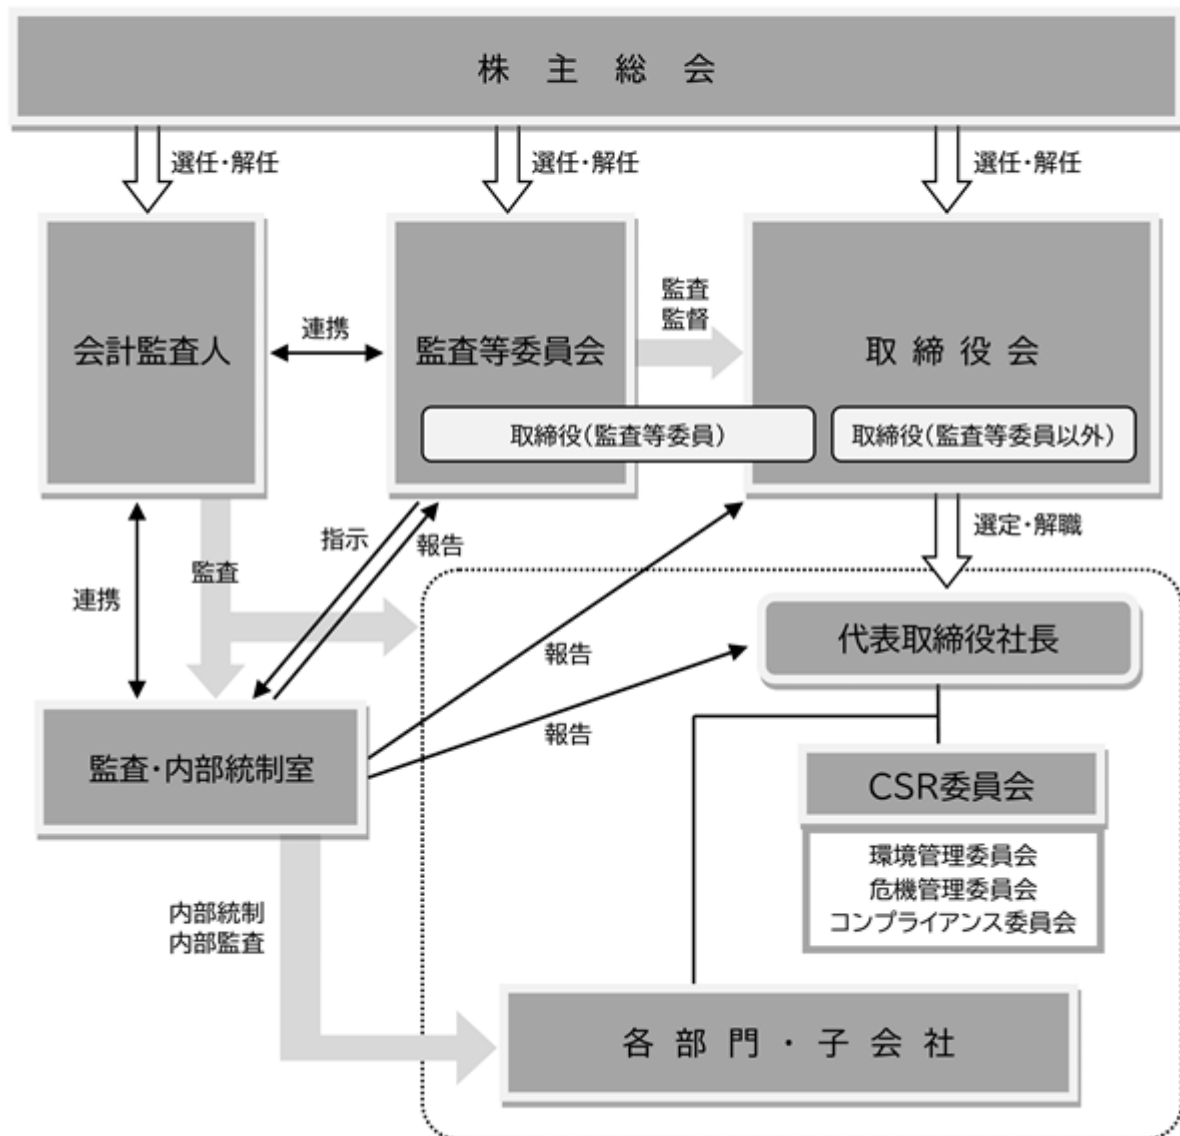 株主総会
選任・解任
選任・解任
選任・解任
会計監査人
連携
監査等委員会
監査
監督
取締役会
取締役(監査等委員)
取締役(監査等委員以外)
連携
監査
指示
報告
選定・解職
報告
報告
代表取締役社長
監査・内部統制室
CSR委員会
環境管理委員会
危機管理委員会
コンプライアンス委員会
内部統制
内部監査
各部門・子会社